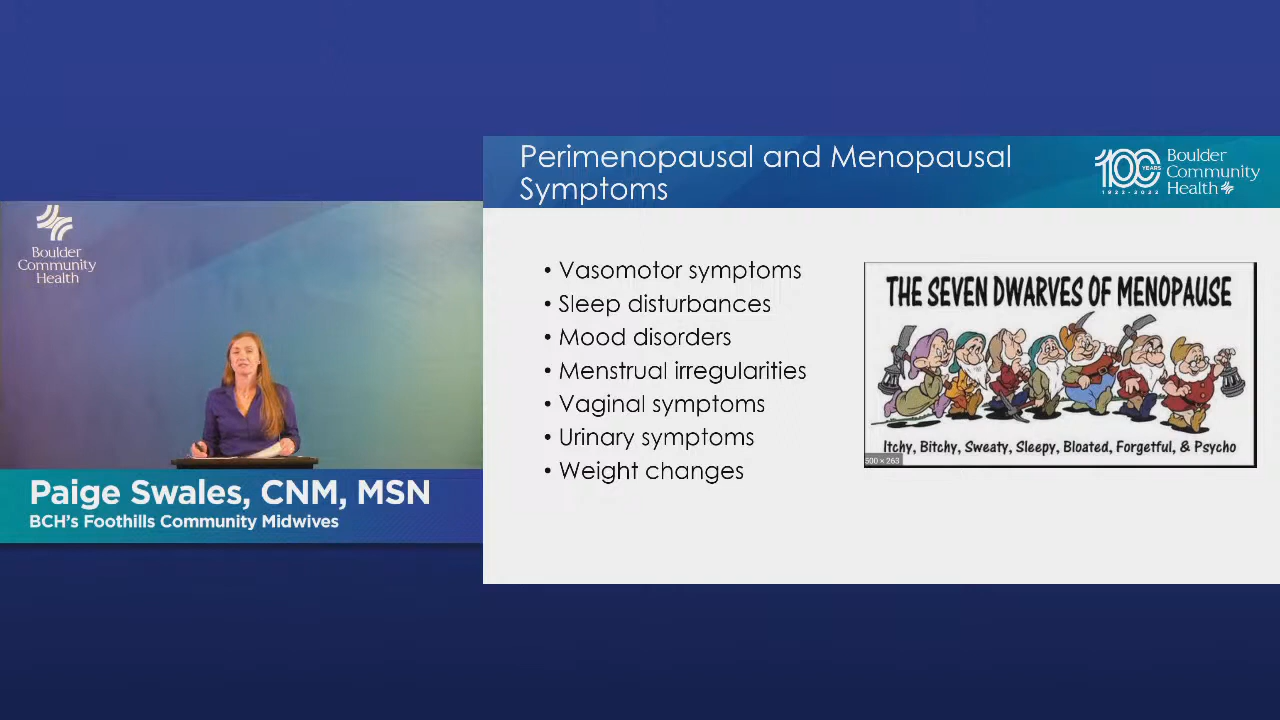 Boulder
Community
Health
Paige Swales, CNM, MSN
BCH's Foothills Community Midwives
Perimenopausal and Menopausal
Symptoms
100
YEARS
1922-2022
Boulder
Community
Health
• Vasomotor symptoms
• Sleep disturbances
• Mood disorders
• Menstrual irregularities
• Vaginal symptoms
• Urinary symptoms
• Weight changes
THE SEVEN DWARVES OF MENOPAUSE
Itchy, Bitchy, Sweaty, Sleepy, Bloated, Forgetful, & Psycho
500 × 263